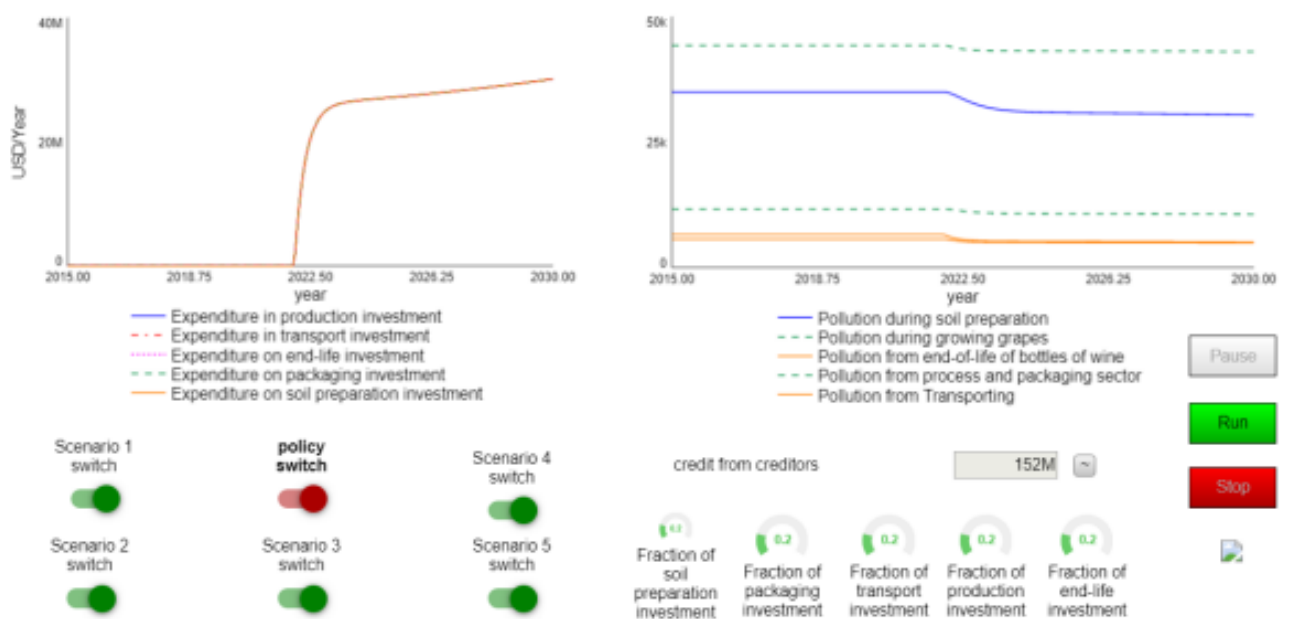 40M
20M
0
USD/Year
2015.00 2018.75 2022.50 2026.25 2030.00
year
Expenditure in production investment
Expenditure in transport investment
Expenditure on end-life investment
Expenditure on packaging investment
Expenditure on soil preparation investment
50k
25k
0
2015.00 2018.75 2022.50 2026.25 2030.00
year
Pollution during soil preparation
Pollution during growing grapes
Pollution from end-of-life of bottles of wine
Pollution from process and packaging sector
Pollution from Transporting
Pause
Run
Stop
Scenario 1
switch
policy
switch
Scenario 4
switch
Scenario 2
switch
Scenario 3
switch
Scenario 5
switch
credit from creditors 152M ~
0.2
Fraction of
soil
preparation
investment
0.2
Fraction of
packaging
investment
0.2
Fraction of
transport
investment
0.2
Fraction of
production
investment
0.2
Fraction of
end-life
investment